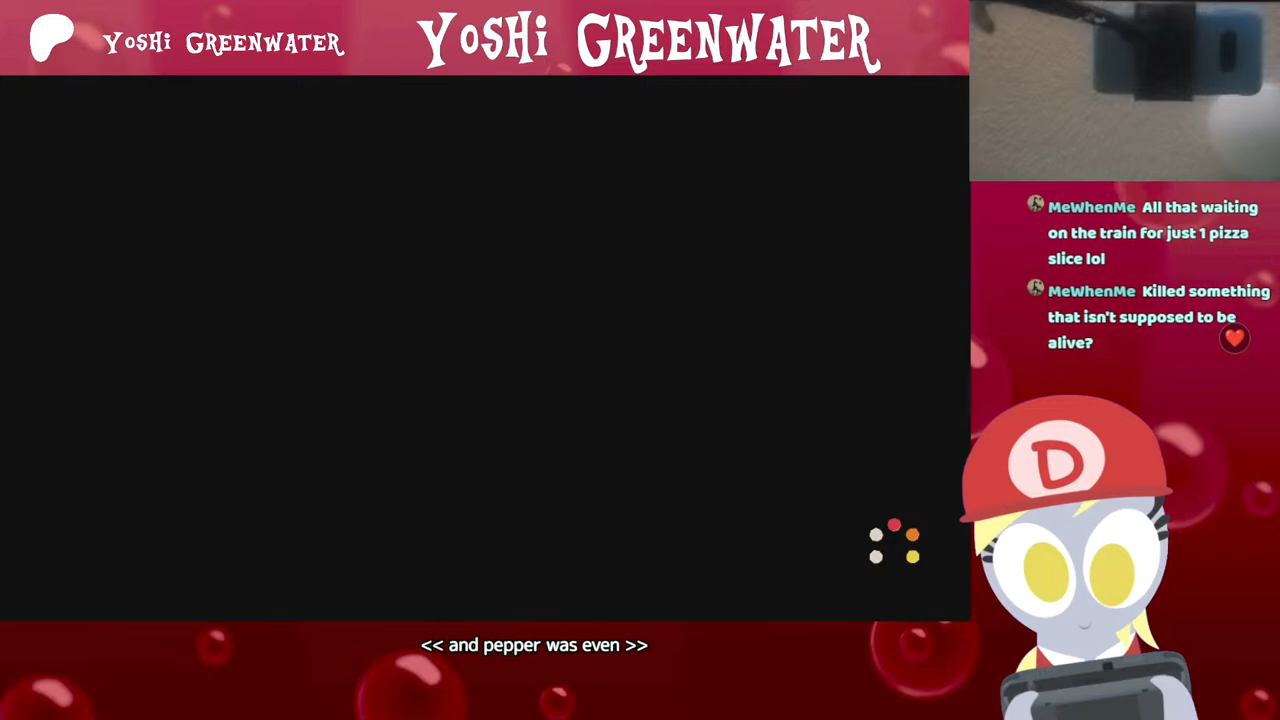 Yoshi Greenwater
Yoshi Greenwater
MeWhenMe All that waiting
on the train for just 1 pizza
slice lol
MeWhenMe Killed something
that isn't supposed to be
alive?
D
<< and pepper was even >>